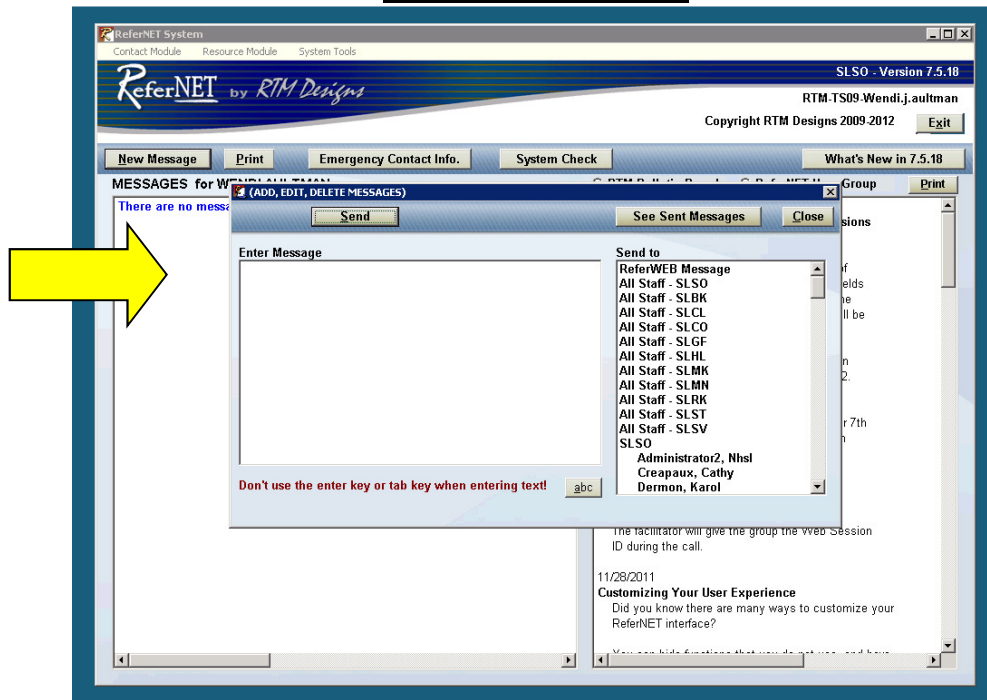 ReferNET System
Contact Module Resource Module System Tools
ReferNET by RTM Designs
SLSO - Version 7.5.18
RTM-TS09-Wendi.j.aultman
Copyright RTM Designs 2009-2012 Exit
New Message Print Emergency Contact Info. System Check What's New in 7.5.18
MESSAGES for WENDI AULTMAN
Group Print
There are no messa
(ADD, EDIT, DELETE MESSAGES)
Send See Sent Messages Close
Enter Message
Send to
ReferWEB Message
All Staff - SLSO
All Staff - SLBK
All Staff - SLCL
All Staff - SLCO
All Staff - SLGF
All Staff - SLHL
All Staff - SLMK
All Staff - SLMN
All Staff - SLRK
All Staff - SLST
All Staff - SLSV
SLSO
Administrator2, Nhsl
Creapaux, Cathy
Dermon, Karol
Don't use the enter key or tab key when entering text! abc
sions
of
elds
ne
ll be
n
2.
r 7th
The facilitator will give the group the Web Session
ID during the call.
11/28/2011
Customizing Your User Experience
Did you know there are many ways to customize your
ReferNET interface?